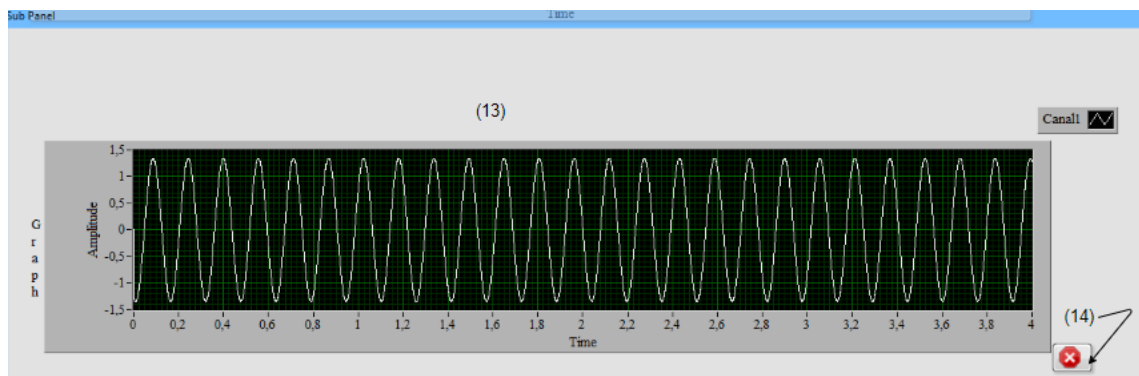 Sub Panel
Time
(13)
Canal1
Graph
Amplitude
1,5
1
0,5
0
-0,5
-1
-1,5
0 0,2 0,4 0,6 0,8 1 1,2 1,4 1,6 1,8 2 2,2 2,4 2,6 2,8 3 3,2 3,4 3,6 3,8 4
Time
(14)